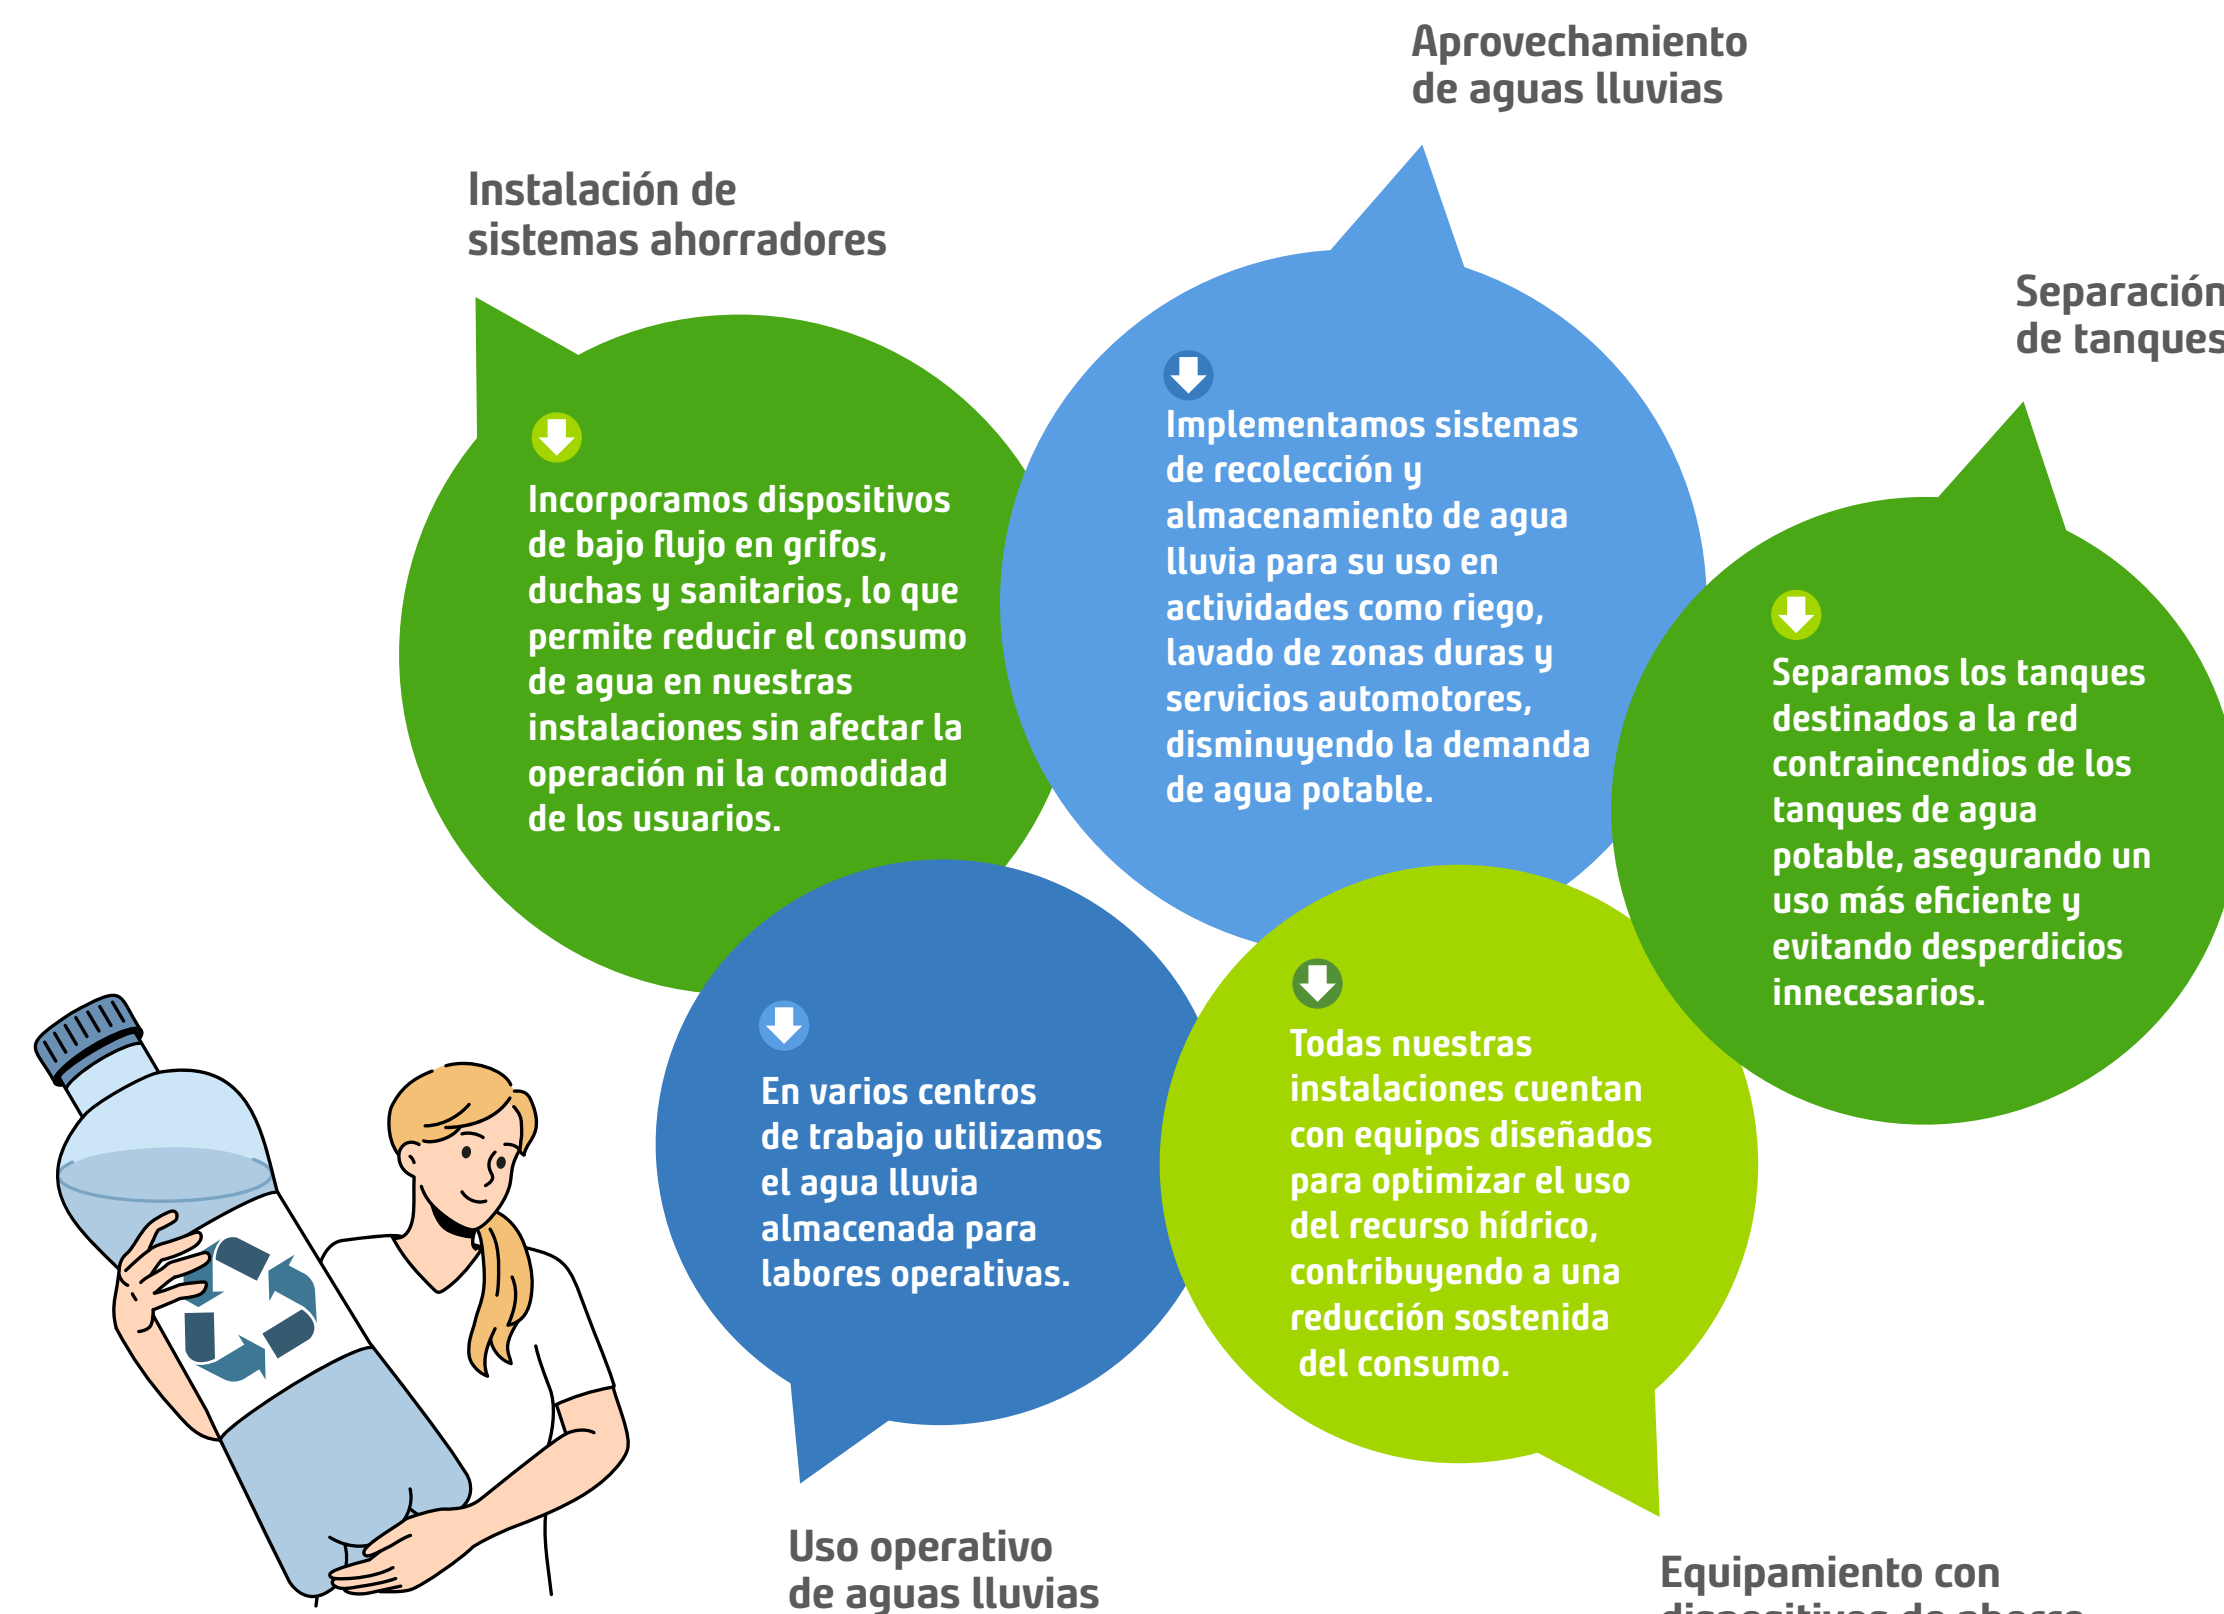 Instalación de
sistemas ahorradores
Incorporamos dispositivos
de bajo flujo en grifos,
duchas y sanitarios, lo que
permite reducir el consumo
de agua en nuestras
instalaciones sin afectar la
operación ni la comodidad
de los usuarios.
Aprovechamiento
de aguas lluvias
Implementamos sistemas
de recolección y
almacenamiento de agua
lluvia para su uso en
actividades como riego,
lavado de zonas duras y
servicios automotores,
disminuyendo la demanda
de agua potable.
Separación
de tanques
Separamos los tanques
destinados a la red
contraincendios de los
tanques de agua
potable, asegurando un
uso más eficiente y
evitando desperdicios
innecesarios.
En varios centros
de trabajo utilizamos
el agua lluvia
almacenada para
labores operativas.
Uso operativo
de aguas lluvias
Todas nuestras
instalaciones cuentan
con equipos diseñados
para optimizar el uso
del recurso hídrico,
contribuyendo a una
reducción sostenida
del consumo.
Equipamiento con
dispositivos de ahorro